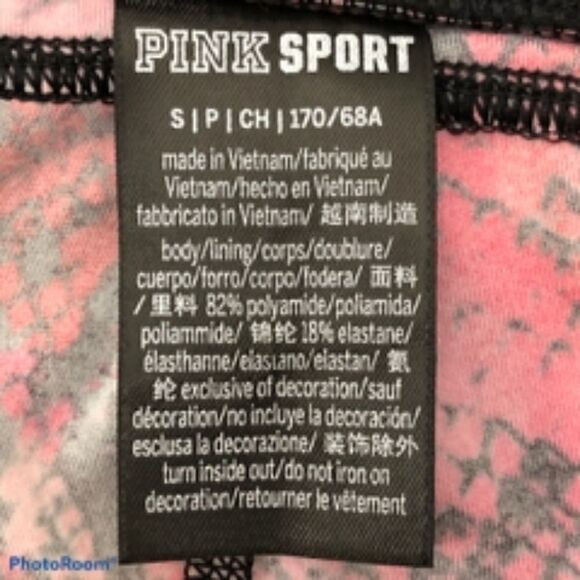 PINK SPORT
S | P | CH | 170/68A
made in Vietnam/fabriqué au
Vietnam/hecho en Vietnam/
fabbricato in Vietnam/ 越南制造
body/lining/corps/doublure/
cuerpo/forro/corpo/fodera/ 面料
/ 里料 82% polyamide/poliamida/
poliammide/ 锦纶 18% elastane/
élasthanne/elastano/elastan/ 氨
纶 exclusive of decoration/sauf
décoration/no incluye la decoración/
esclusa la decorazione/ 装饰除外
turn inside out/do not iron on
decoration/retourner le vêtement
PhotoRoom